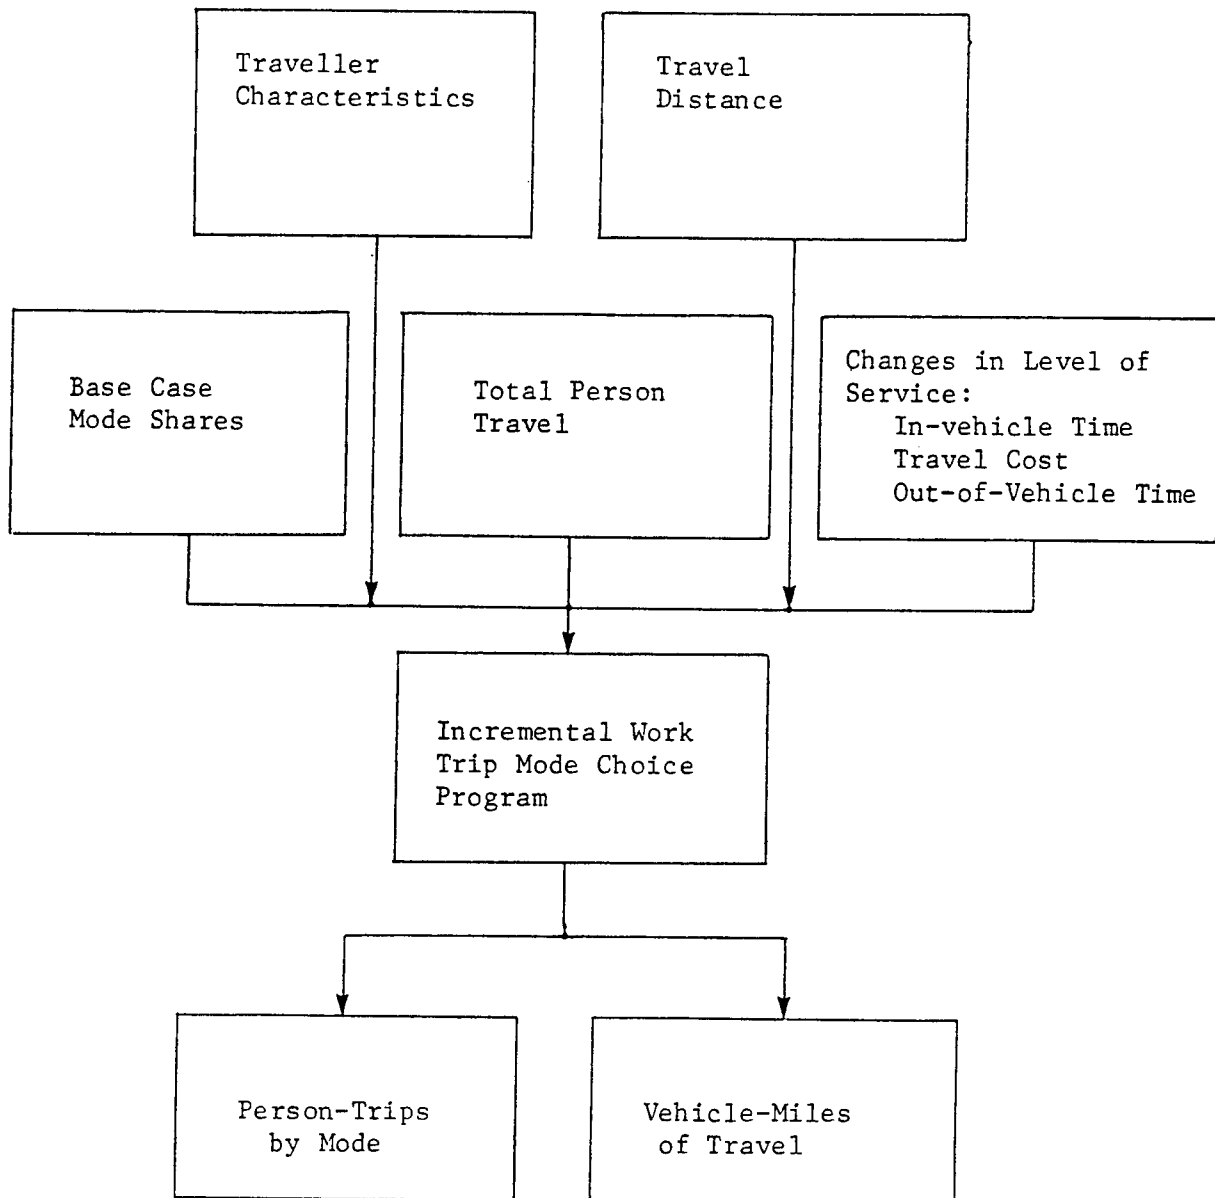 Traveller
Characteristics
Travel
Distance
Base Case
Mode Shares
Total Person
Travel
Changes in Level of
Service:
In-vehicle Time
Travel Cost
Out-of-Vehicle Time
Incremental Work
Trip Mode Choice
Program
Person-Trips
by Mode
Vehicle-Miles
of Travel